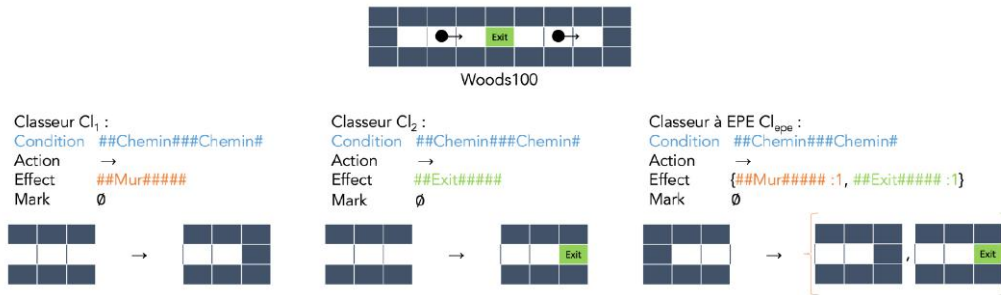 Exit
Woods100
Classeur Cl₁ :
Condition ##Chemin###Chemin#
Action →
Effect ##Mur#####
Mark Ø
Classeur Cl₂ :
Condition ##Chemin###Chemin#
Action →
Effect ##Exit#####
Mark Ø
Classeur à EPE Clₑₚₑ :
Condition ##Chemin###Chemin#
Action →
Effect {##Mur##### :1, ##Exit##### :1}
Mark Ø
→
→ Exit
→ , Exit